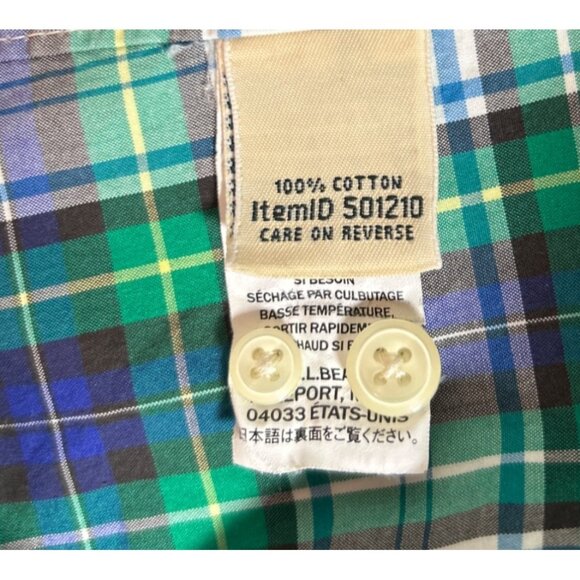 100% COTTON
ItemID S01210
CARE ON REVERSE
SI BESOIN
SÉCHAGE PAR CULBUTAGE
BASSE TEMPÉRATURE,
04033 ÉTATS-UNIS
日本語は裏面をご覧ください。